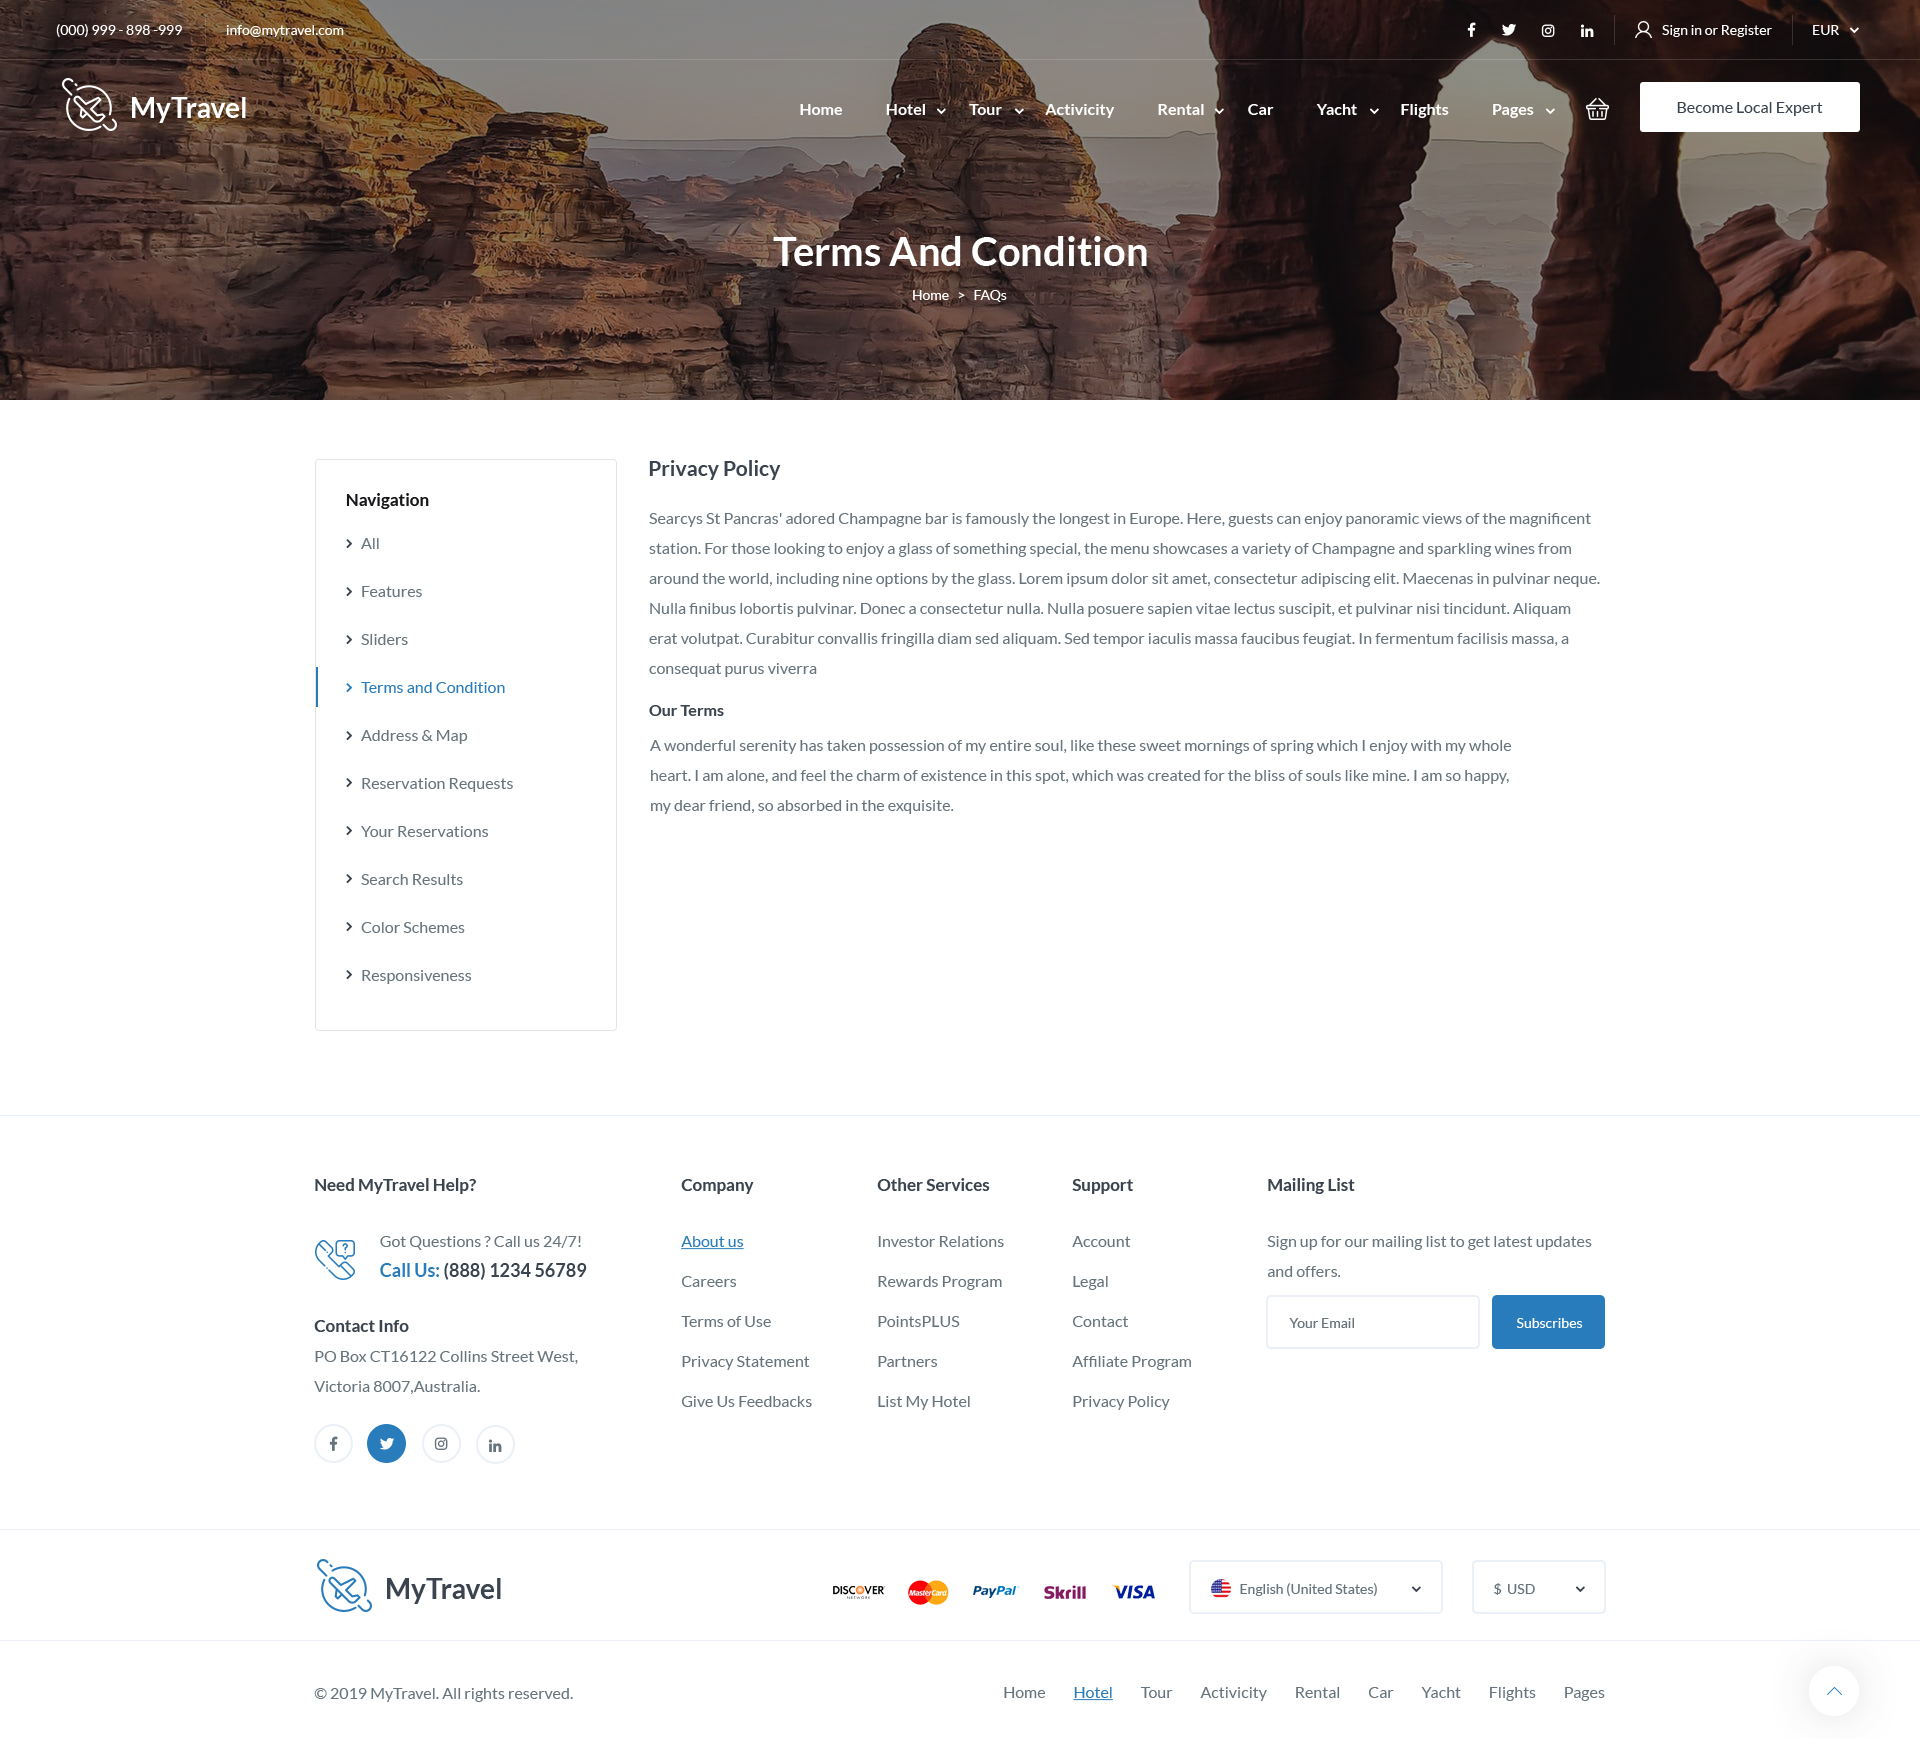 (000) 999 - 898 -999
info@mytravel.com
Sign in or Register
EUR
MyTravel
Home
Hotel
Tour
Activity
Rental
Car
Yacht
Flights
Pages
Become Local Expert
Terms And Condition
Home > FAQs
Navigation
All
Features
Sliders
Terms and Condition
Address & Map
Reservation Requests
Your Reservations
Search Results
Color Schemes
Responsiveness
Privacy Policy
Searcys St Pancras' adored Champagne bar is famously the longest in Europe. Here, guests can enjoy panoramic views of the magnificent
station. For those looking to enjoy a glass of something special, the menu showcases a variety of Champagne and sparkling wines from
around the world, including nine options by the glass. Lorem ipsum dolor sit amet, consectetur adipiscing elit. Maecenas in pulvinar neque.
Nulla finibus lobortis pulvinar. Donec a consectetur nulla. Nulla posuere sapien vitae lectus suscipit, et pulvinar nisi tincidunt. Aliquam
erat volutpat. Curabitur convallis fringilla diam sed aliquam. Sed tempor iaculis massa faucibus feugiat. In fermentum facilisis massa, a
consequat purus viverra
Our Terms
A wonderful serenity has taken possession of my entire soul, like these sweet mornings of spring which I enjoy with my whole
heart. I am alone, and feel the charm of existence in this spot, which was created for the bliss of souls like mine. I am so happy,
my dear friend, so absorbed in the exquisite.
Need MyTravel Help?
Got Questions ? Call us 24/7!
Call Us: (888) 1234 56789
Contact Info
PO Box CT16122 Collins Street West,
Victoria 8007,Australia.
Company
About us
Careers
Terms of Use
Privacy Statement
Give Us Feedbacks
Other Services
Investor Relations
Rewards Program
PointsPLUS
Partners
List My Hotel
Support
Account
Legal
Contact
Affiliate Program
Privacy Policy
Mailing List
Sign up for our mailing list to get latest updates
and offers.
Your Email
Subscribes
MyTravel
DISCOVER
NETWORK
MasterCard
PayPal
Skrill
VISA
English (United States)
$ USD
© 2019 MyTravel. All rights reserved.
Home
Hotel
Tour
Activicity
Rental
Car
Yacht
Flights
Pages